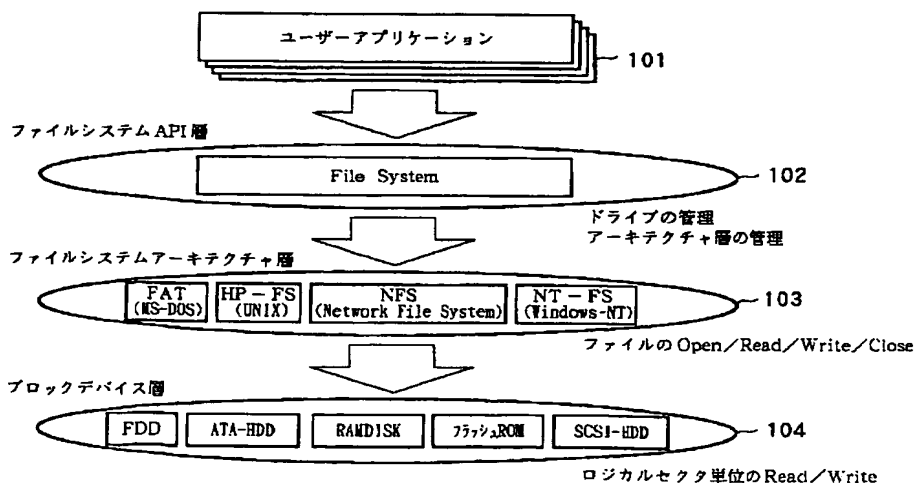 ユーザーアプリケーション
101
ファイルシステムAPI層
File System
102
ドライブの管理
アーキテクチャ層の管理
ファイルシステムアーキテクチャ層
FAT
(MS-DOS)
HP-FS
(UNIX)
NFS
(Network File System)
NT-FS
(Windows-NT)
103
ファイルのOpen/Read/Write/Close
ブロックデバイス層
FDD
ATA-HDD
RAMDISK
フラッシュROM
SCSI-HDD
104
ロジカルセクタ単位のRead/Write